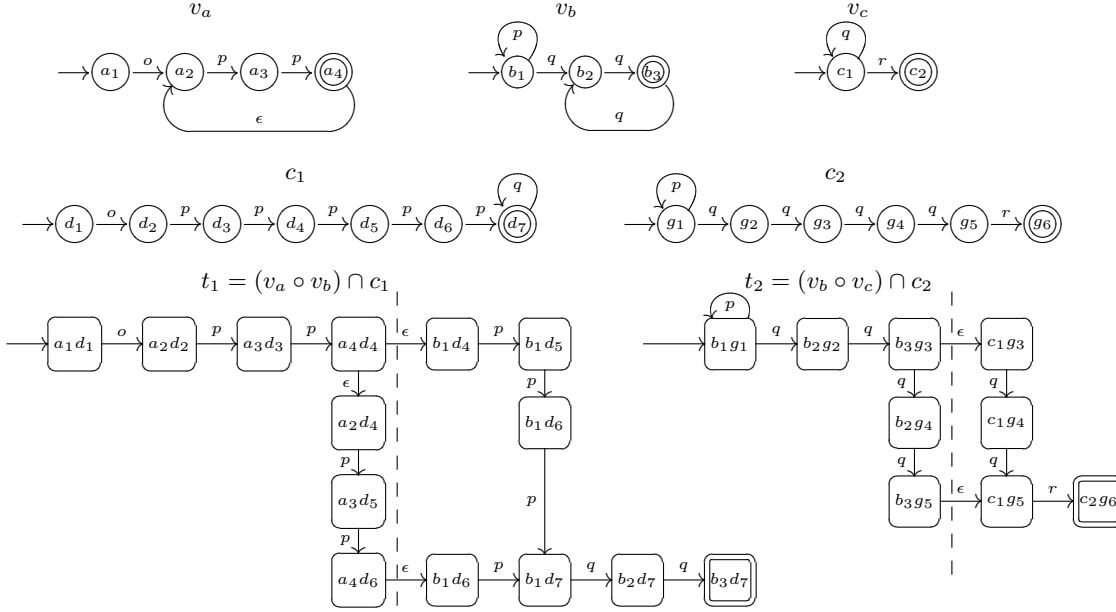 v_a v_b v_c
p q
a_1 o a_2 p a_3 p a_4 b_1 q b_2 q b_3 c_1 r c_2
ϵ q
c_1 c_2
q p
d_1 o d_2 p d_3 p d_4 p d_5 p d_6 p d_7 g_1 q g_2 q g_3 q g_4 q g_5 r g_6
t_1 = (v_a ∘ v_b) ∩ c_1 t_2 = (v_b ∘ v_c) ∩ c_2
p
a_1d_1 o a_2d_2 p a_3d_3 p a_4d_4 ϵ b_1d_4 p b_1d_5 b_1g_1 q b_2g_2 q b_3g_3 ϵ c_1g_3
ϵ p q q
a_2d_4 b_1d_6 b_2g_4 c_1g_4
p q q
a_3d_5 p b_3g_5 ϵ c_1g_5 r c_2g_6
p
a_4d_6 ϵ b_1d_6 p b_1d_7 q b_2d_7 q b_3d_7